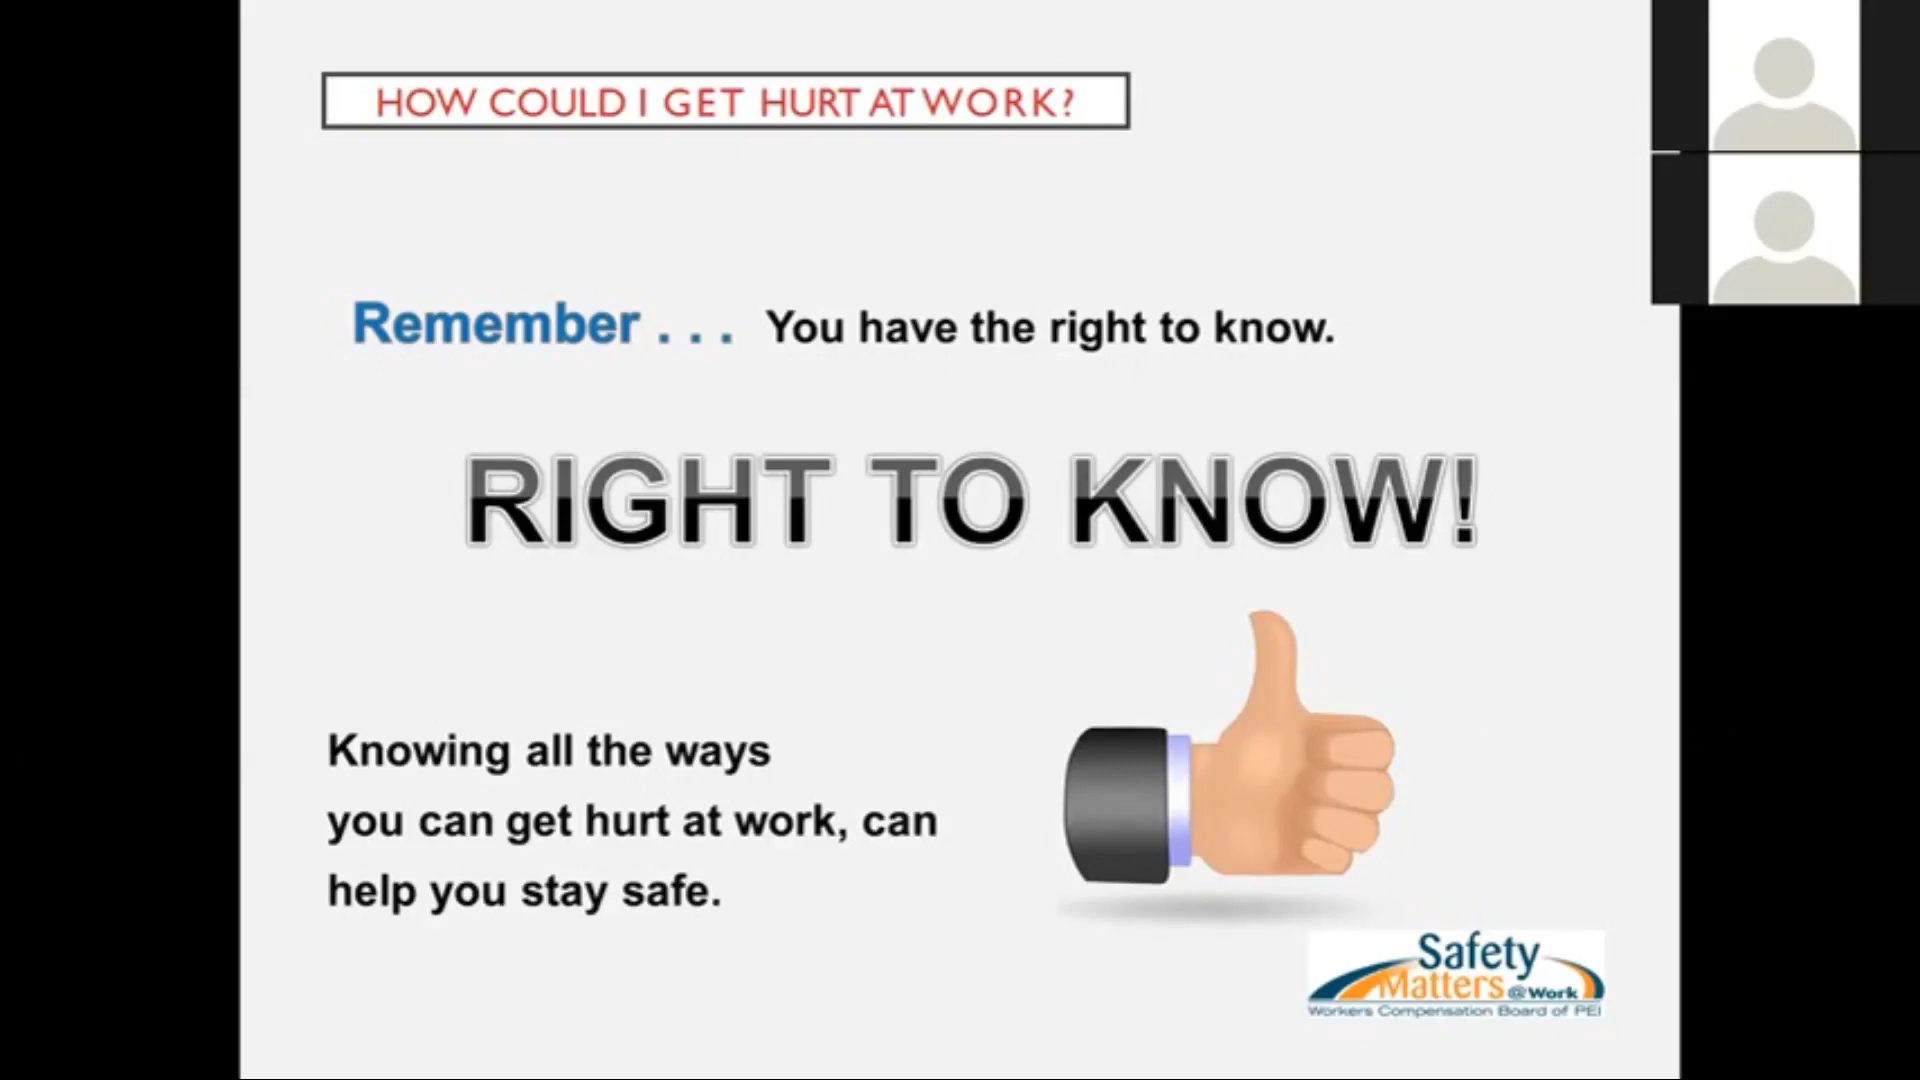 HOW COULD I GET HURT AT WORK?
Remember . . . You have the right to know.
RIGHT TO KNOW!
Knowing all the ways
you can get hurt at work, can
help you stay safe.
Safety
Matters @Work
Workers Compensation Board of PEI